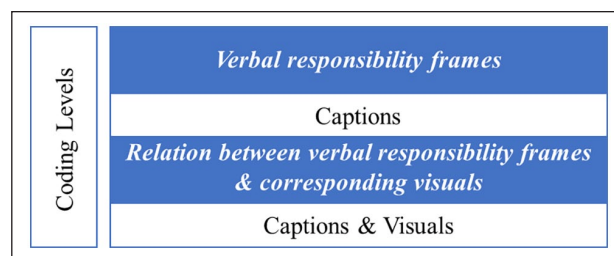 Coding Levels
Verbal responsibility frames
Captions
Relation between verbal responsibility frames
& corresponding visuals
Captions & Visuals